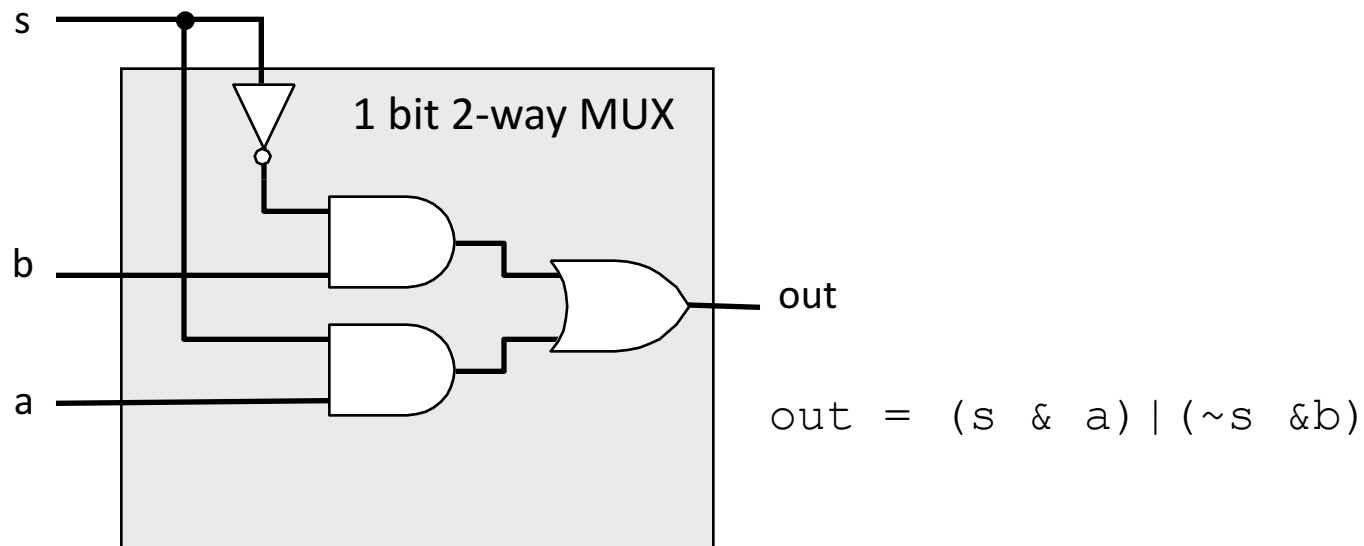 s
1 bit 2-way MUX
b
out
a
out = (s & a)|(~s &b)